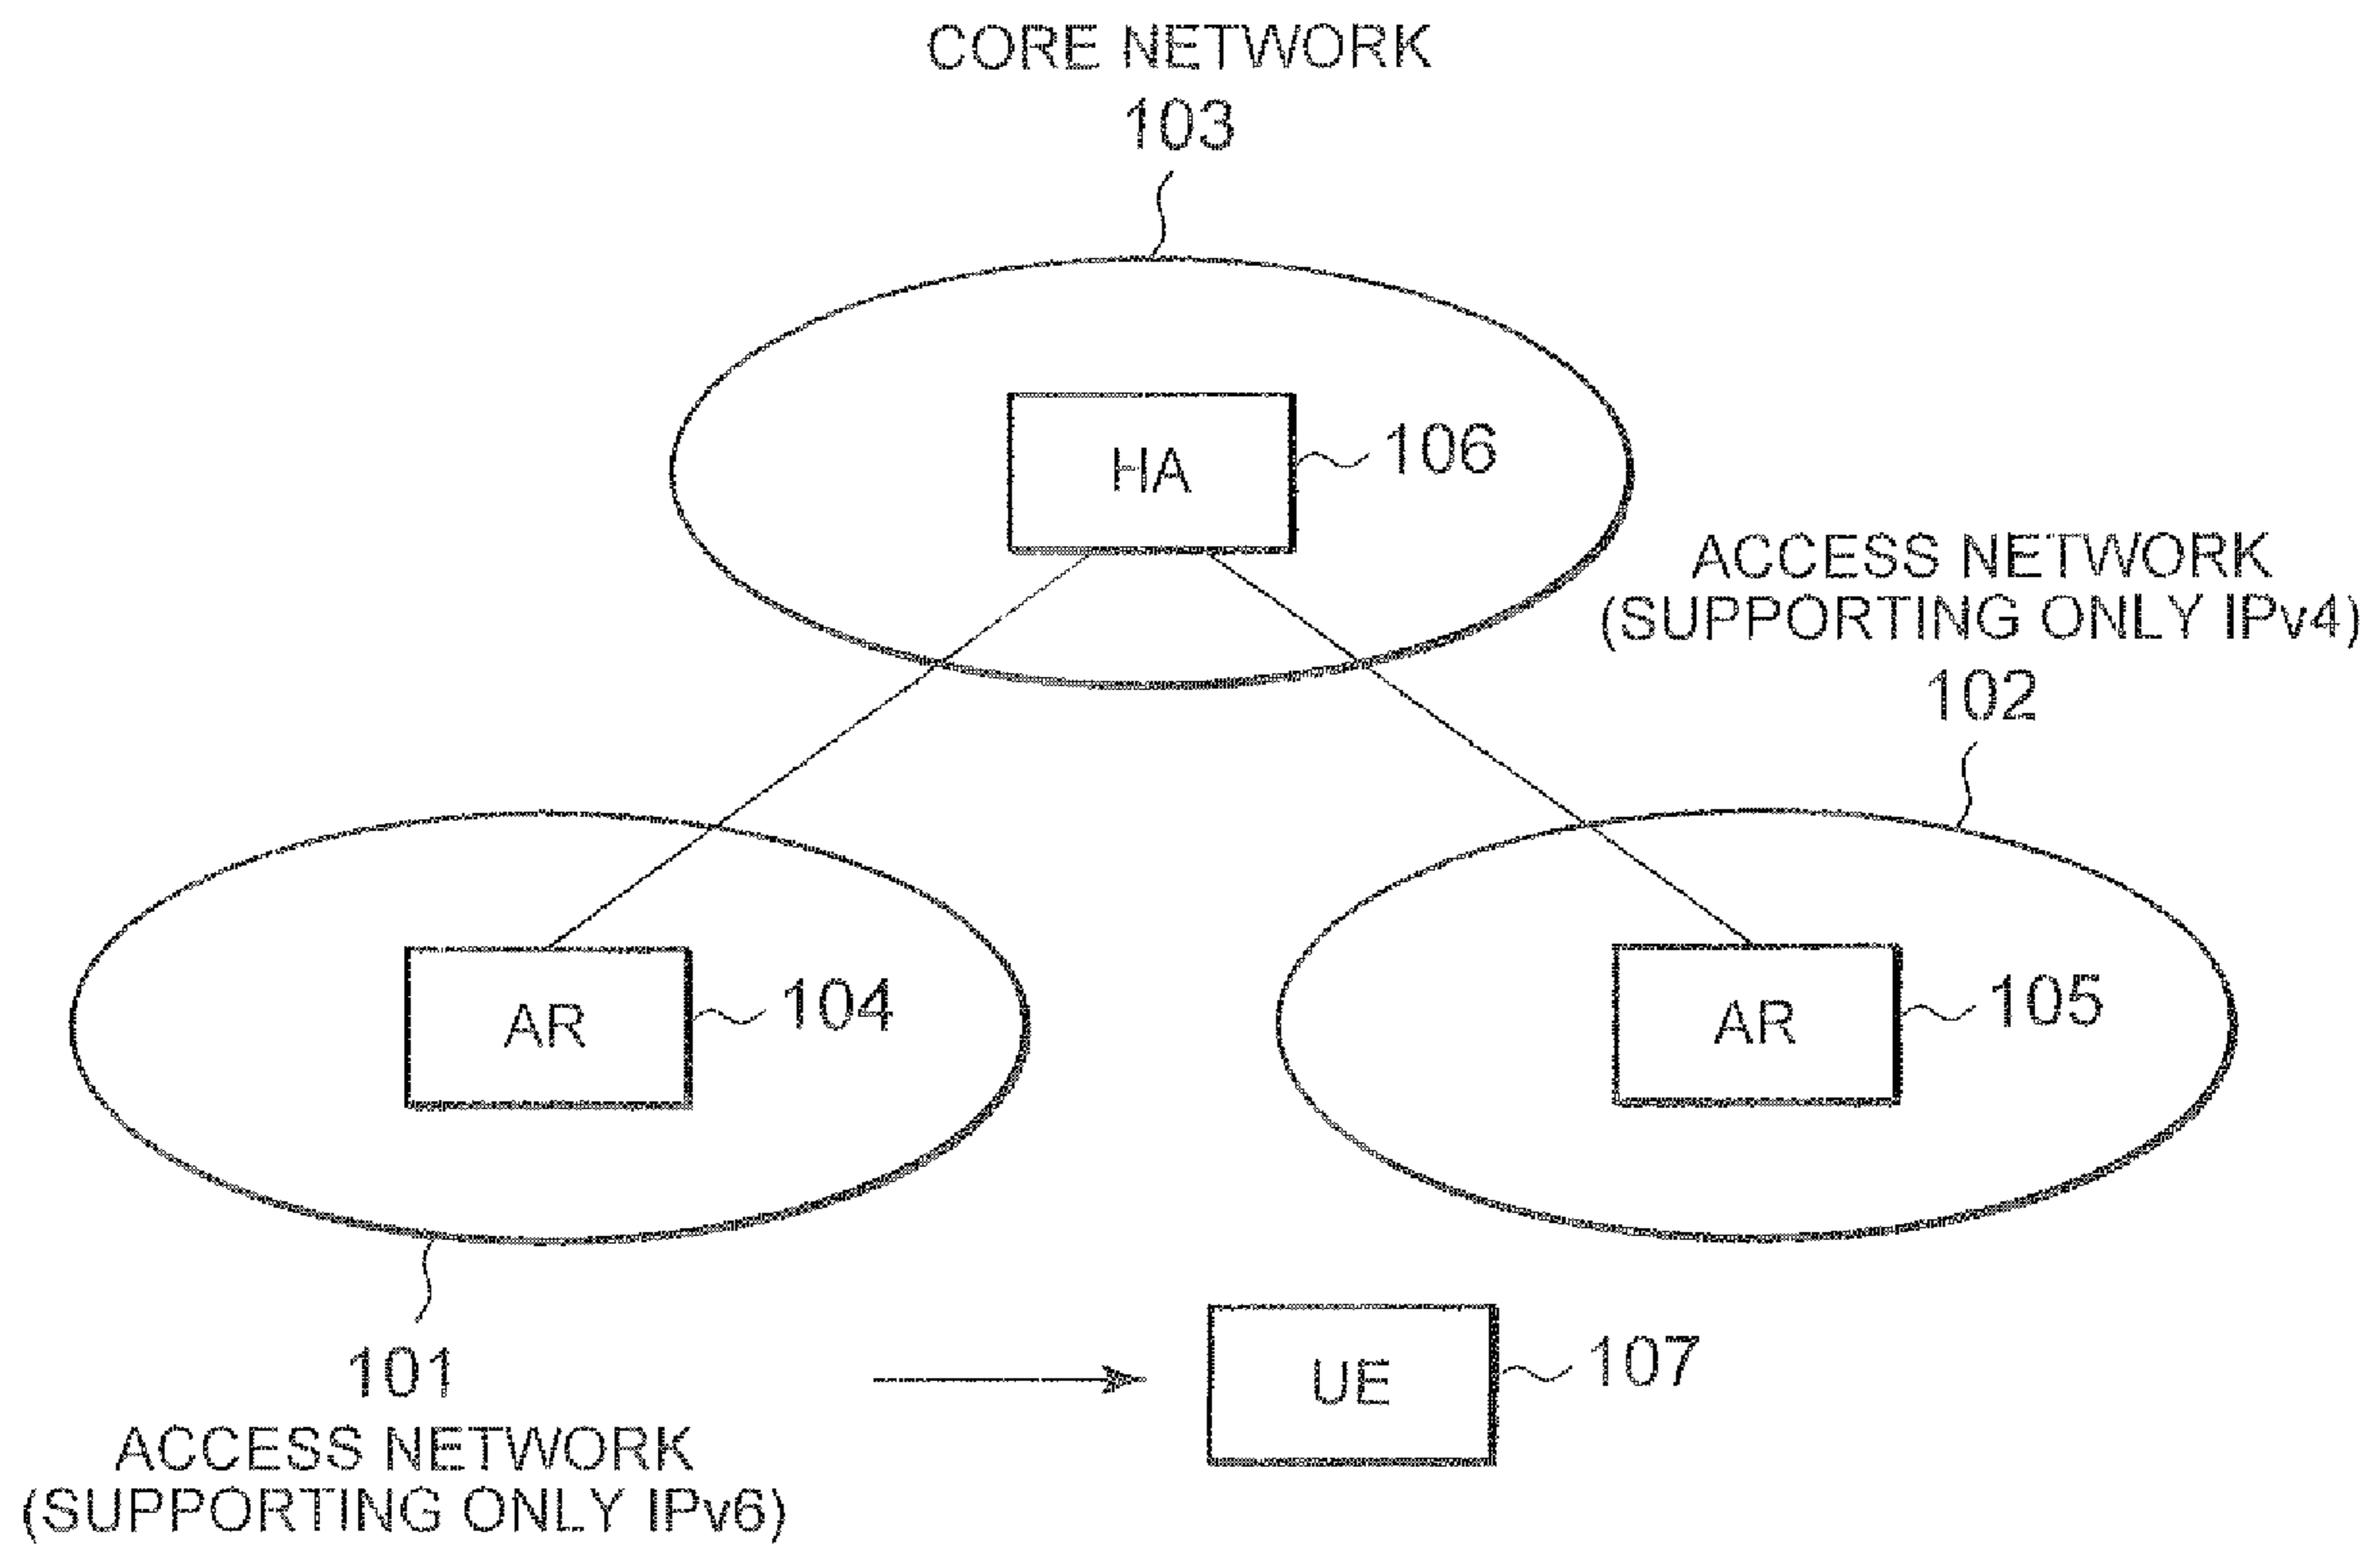 CORE NETWORK
103
HA
106
ACCESS NETWORK
(SUPPORTING ONLY IPv4)
102
AR
104
AR
105
101
ACCESS NETWORK
(SUPPORTING ONLY IPv6)
UE
107